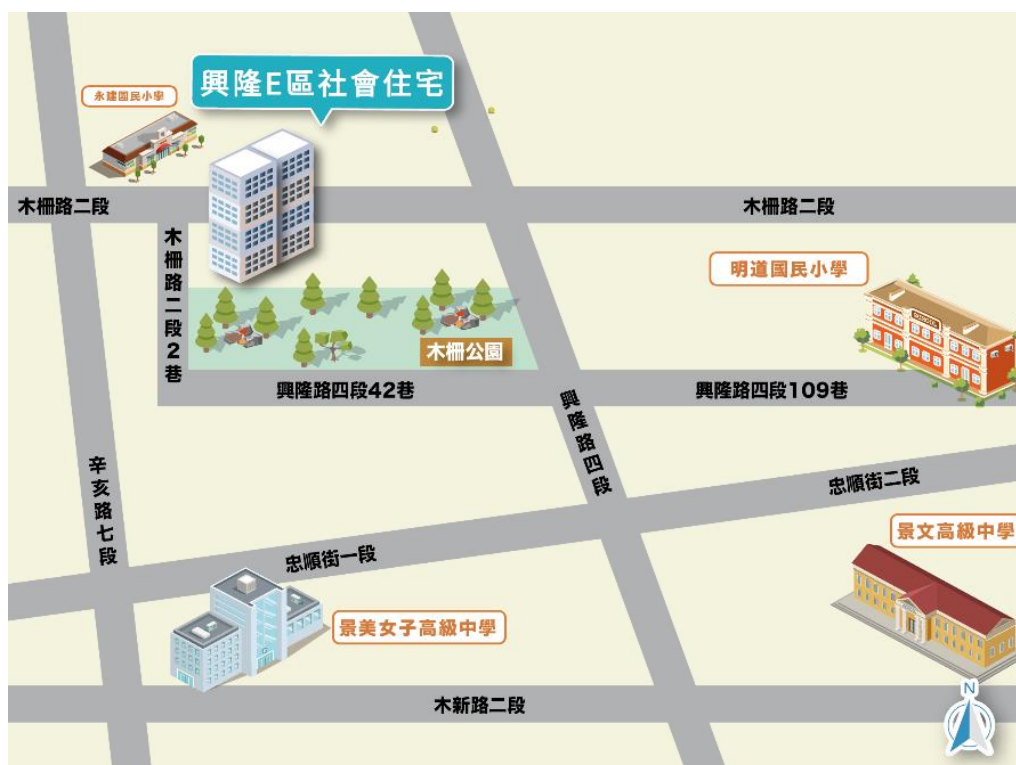 興隆E區社會住宅
永建國民小學
木柵路二段
木柵路二段
木柵路二段2巷
明道國民小學
SCHOOL
木柵公園
興隆路四段42巷
興隆路四段109巷
興隆路四段
辛亥路七段
忠順街二段
景文高級中學
忠順街一段
景美女子高級中學
木新路二段
N